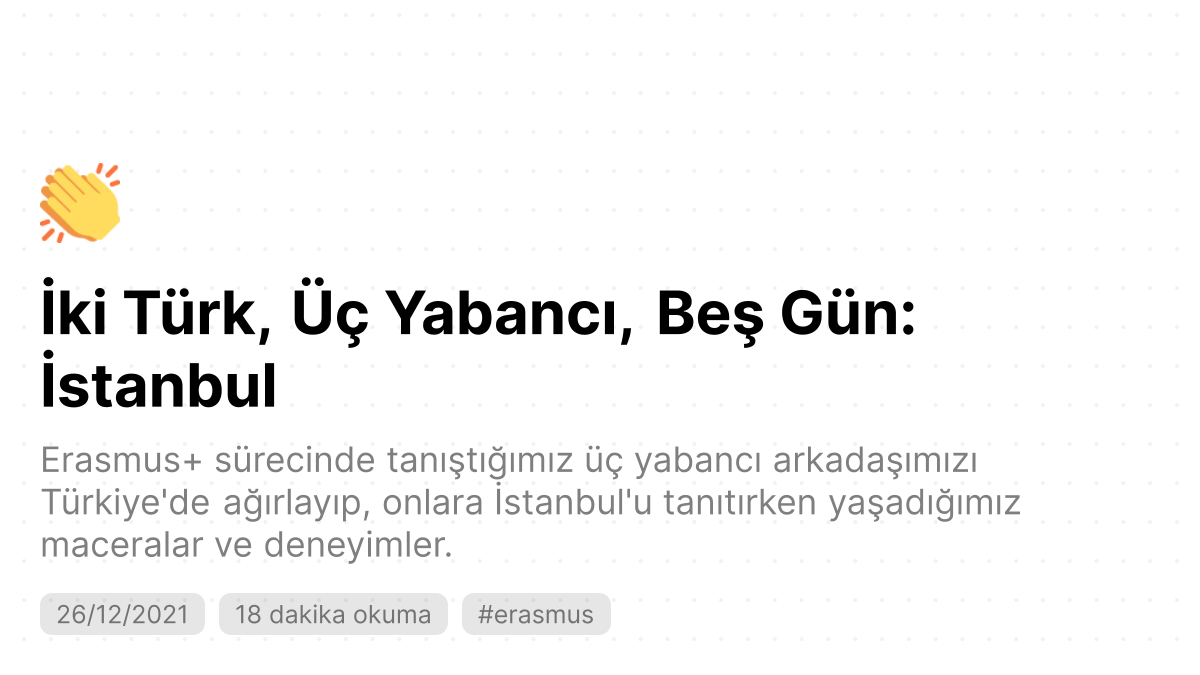 İki Türk, Üç Yabancı, Beş Gün:
İstanbul
Erasmus+ sürecinde tanıştığımız üç yabancı arkadaşımızı
Türkiye'de ağırlayıp, onlara İstanbul'u tanıtırken yaşadığımız
maceralar ve deneyimler.
26/12/2021 18 dakika okuma #erasmus